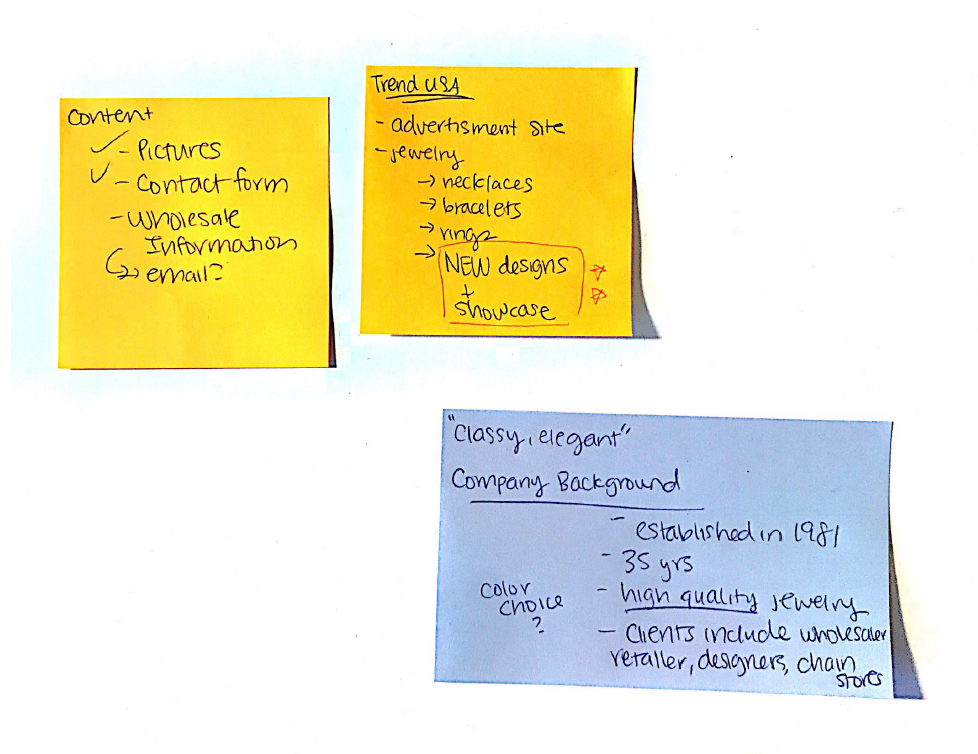 Content
✓ - Pictures
✓ - Contact form
- Wholesale
Information
↳ email?
Trend USA
- advertisment site
- jewelry
→ necklaces
→ bracelets
→ rings
→ NEW designs
+
showcase
"Classy, elegant"
Company Background
- established in 1981
- 35 yrs
- high quality jewelry
- Clients include wholesaler
retailer, designers, chain
stores
color
choice
?